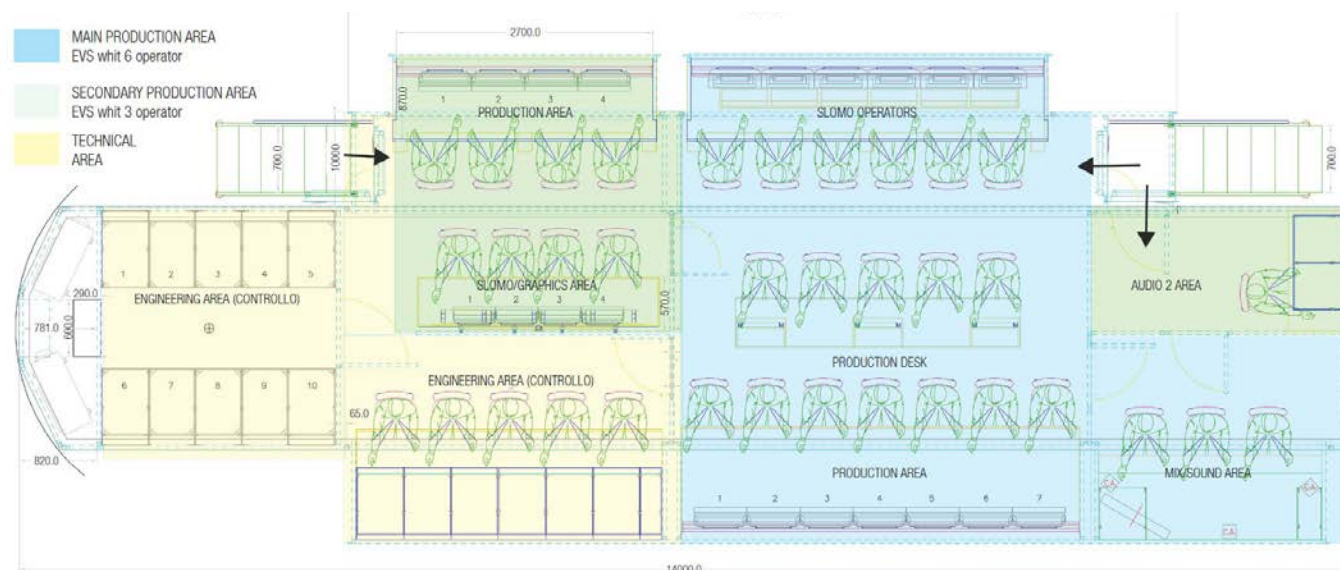 2700.0
MAIN PRODUCTION AREA
EVS whit 6 operator
SECONDARY PRODUCTION AREA
EVS whit 3 operator
TECHNICAL
AREA
870.0
1 2 3 4
PRODUCTION AREA
SLOMO OPERATORS
700.0
1000.0
700.0
1 2 3 4 5
290.0
ENGINEERING AREA (CONTROLLO)
781.0
600.0
SLOMO/GRAPHICS AREA
1 2 3 4
570.0
AUDIO 2 AREA
PRODUCTION DESK
6 7 8 9 10
ENGINEERING AREA (CONTROLLO)
65.0
820.0
PRODUCTION AREA
MIX/SOUND AREA
1 2 3 4 5 6 7
CA
CA
CA
14000.0